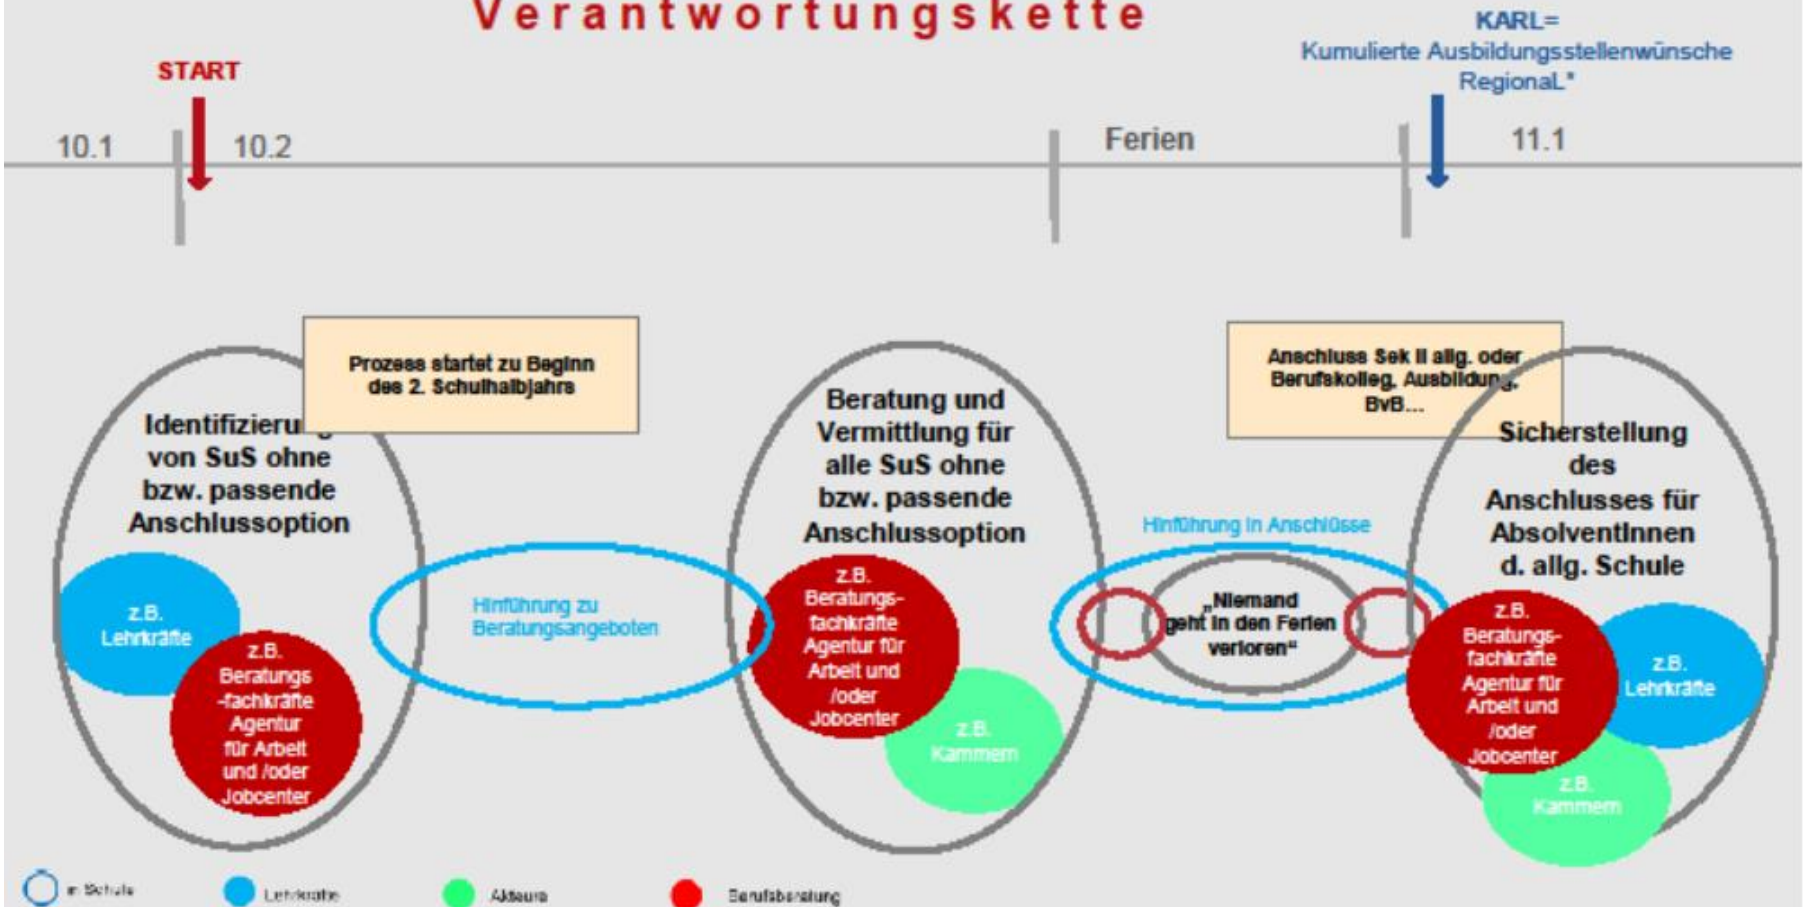 Verantwortungskette
KARL=
Kumulierte Ausbildungsstellenwünsche
RegionaL"
START
10.1
10.2
Ferien
11.1
Prozess startet zu Beginn
des 2. Schulhalbjahrs
Identifizierung
von SuS ohne
bzw. passende
Anschlussoption
z.B.
Lehrkräfte
z.B.
Beratungs
-fachkräfte
Agentur
für Arbeit
und /oder
Jobcenter
Hinführung zu
Beratungsangeboten
Beratung und
Vermittlung für
alle SuS ohne
bzw. passende
Anschlussoption
z.B.
Beratungs-
fachkräfte
Agentur für
Arbeit und
/oder
Jobcenter
z.B.
Kammern
Hinführung in Anschlüsse
„Niemand
geht in den Ferien
verloren“
Anschluss Sek II allg. oder
Berufskolleg, Ausbildung,
BvB...
Sicherstellung
des
Anschlusses für
AbsolventInnen
d. allg. Schule
z.B.
Beratungs-
fachkräfte
Agentur für
Arbeit und
/oder
Jobcenter
z.B.
Lehrkräfte
z.B.
Kammern
in Schule
Lehrkräfte
Akteure
Berufsberatung